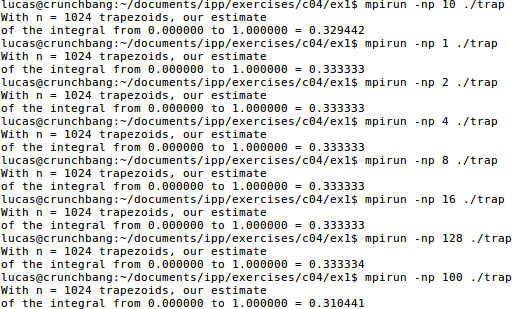 lucas@crunchbang:~/documents/ipp/exercises/c04/ex1$ mpirun -np 10 ./trap
With n = 1024 trapezoids, our estimate
of the integral from 0.000000 to 1.000000 = 0.329442
lucas@crunchbang:~/documents/ipp/exercises/c04/ex1$ mpirun -np 1 ./trap
With n = 1024 trapezoids, our estimate
of the integral from 0.000000 to 1.000000 = 0.333333
lucas@crunchbang:~/documents/ipp/exercises/c04/ex1$ mpirun -np 2 ./trap
With n = 1024 trapezoids, our estimate
of the integral from 0.000000 to 1.000000 = 0.333333
lucas@crunchbang:~/documents/ipp/exercises/c04/ex1$ mpirun -np 4 ./trap
With n = 1024 trapezoids, our estimate
of the integral from 0.000000 to 1.000000 = 0.333333
lucas@crunchbang:~/documents/ipp/exercises/c04/ex1$ mpirun -np 8 ./trap
With n = 1024 trapezoids, our estimate
of the integral from 0.000000 to 1.000000 = 0.333333
lucas@crunchbang:~/documents/ipp/exercises/c04/ex1$ mpirun -np 16 ./trap
With n = 1024 trapezoids, our estimate
of the integral from 0.000000 to 1.000000 = 0.333333
lucas@crunchbang:~/documents/ipp/exercises/c04/ex1$ mpirun -np 128 ./trap
With n = 1024 trapezoids, our estimate
of the integral from 0.000000 to 1.000000 = 0.333334
lucas@crunchbang:~/documents/ipp/exercises/c04/ex1$ mpirun -np 100 ./trap
With n = 1024 trapezoids, our estimate
of the integral from 0.000000 to 1.000000 = 0.310441